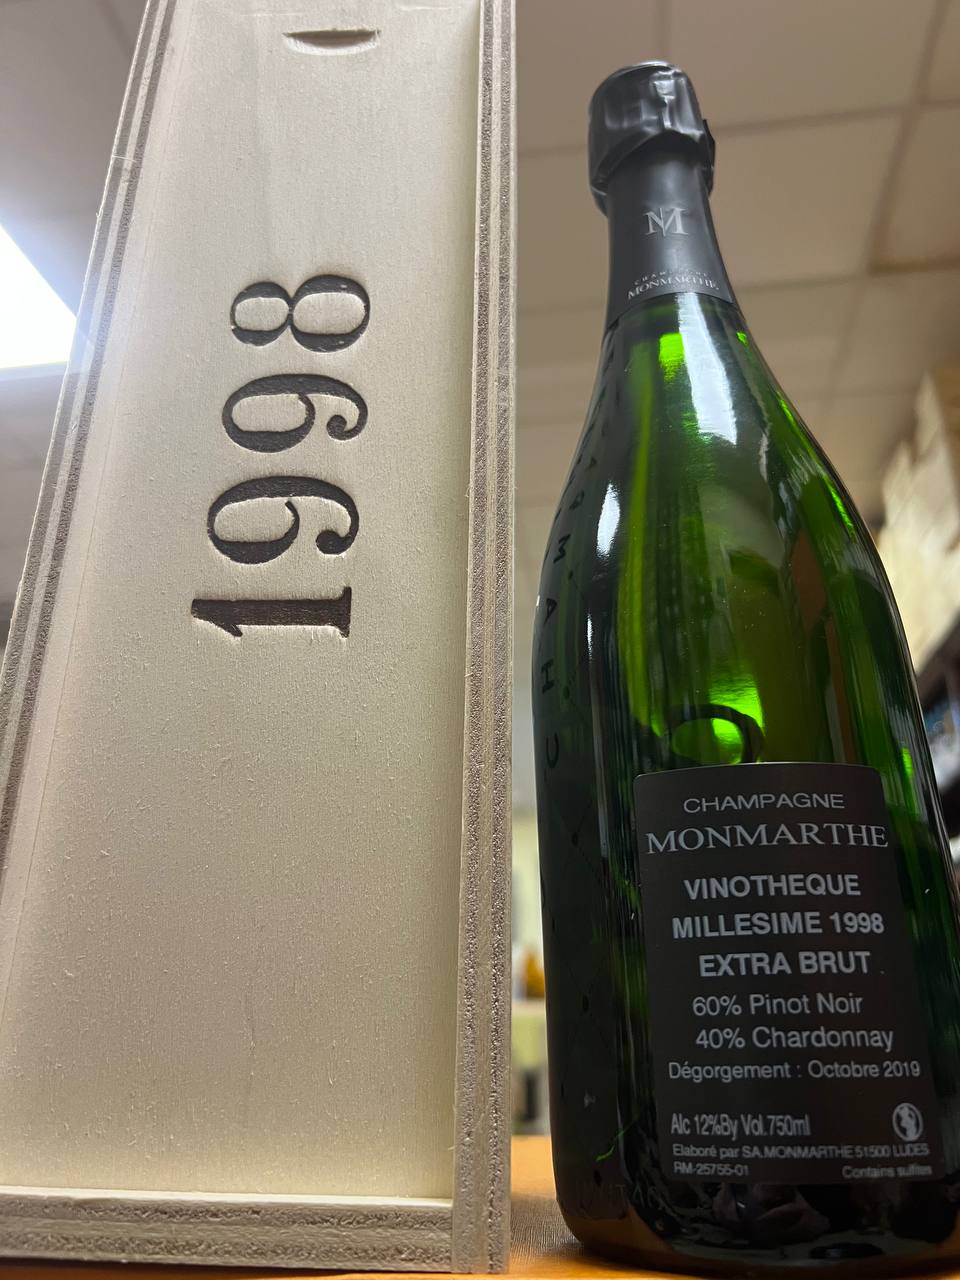 1998
M
CHAMPAGNE
MONMARTHE
CHAMPAGNE
MONMARTHE
VINOTHEQUE
MILLESIME 1998
EXTRA BRUT
60% Pinot Noir
40% Chardonnay
Dégorgement : Octobre 2019
Alc 12%By Vol.750ml
Elaboré par SA.MONMARTHE 51500 LUDES
RM-25755-01
Contains sulfites